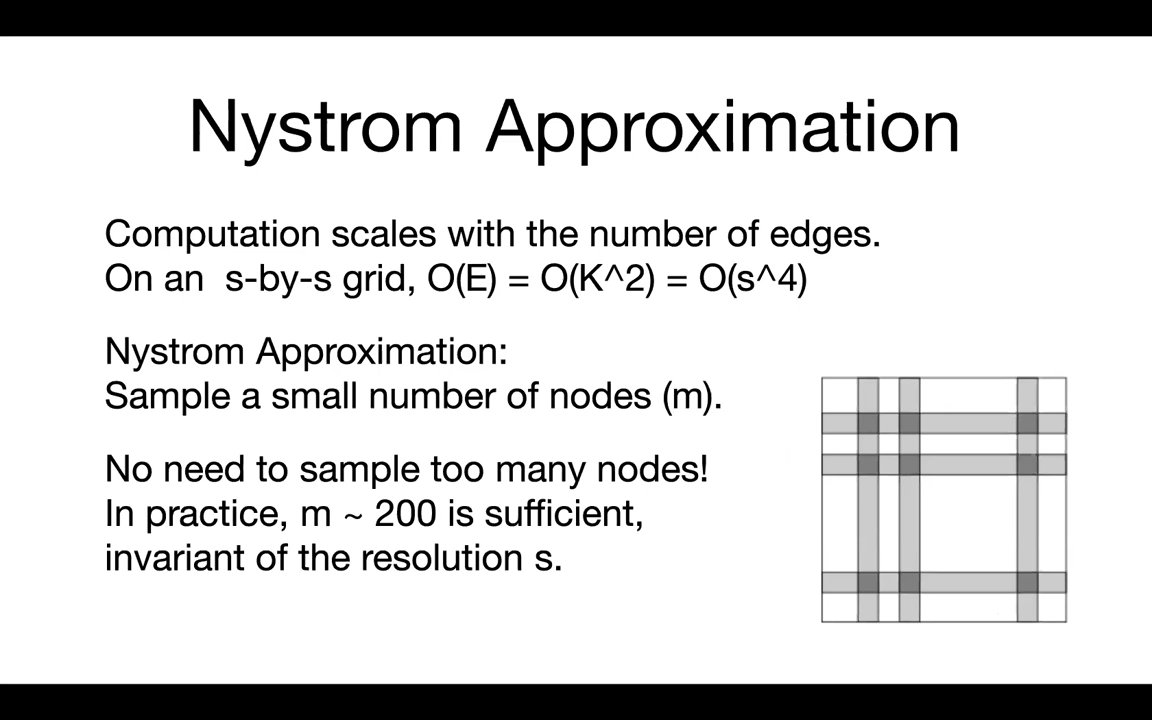 Nystrom Approximation
Computation scales with the number of edges.
On an  s-by-s grid, O(E) = O(K^2) = O(s^4)
Nystrom Approximation:
Sample a small number of nodes (m).
No need to sample too many nodes!
In practice, m ~ 200 is sufficient,
invariant of the resolution s.